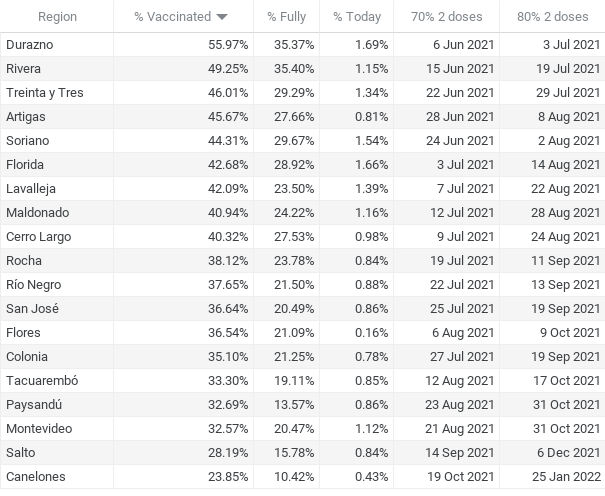 Region % Vaccinated % Fully % Today 70% 2 doses 80% 2 doses
Durazno 55.97% 35.37% 1.69% 6 Jun 2021 3 Jul 2021
Rivera 49.25% 35.40% 1.15% 15 Jun 2021 19 Jul 2021
Treinta y Tres 46.01% 29.29% 1.34% 22 Jun 2021 29 Jul 2021
Artigas 45.67% 27.66% 0.81% 28 Jun 2021 8 Aug 2021
Soriano 44.31% 29.67% 1.54% 24 Jun 2021 2 Aug 2021
Florida 42.68% 28.92% 1.66% 3 Jul 2021 14 Aug 2021
Lavalleja 42.09% 23.50% 1.39% 7 Jul 2021 22 Aug 2021
Maldonado 40.94% 24.22% 1.16% 12 Jul 2021 28 Aug 2021
Cerro Largo 40.32% 27.53% 0.98% 9 Jul 2021 24 Aug 2021
Rocha 38.12% 23.78% 0.84% 19 Jul 2021 11 Sep 2021
Río Negro 37.65% 21.50% 0.88% 22 Jul 2021 13 Sep 2021
San José 36.64% 20.49% 0.86% 25 Jul 2021 19 Sep 2021
Flores 36.54% 21.09% 0.16% 6 Aug 2021 9 Oct 2021
Colonia 35.10% 21.25% 0.78% 27 Jul 2021 19 Sep 2021
Tacuarembó 33.30% 19.11% 0.85% 12 Aug 2021 17 Oct 2021
Paysandú 32.69% 13.57% 0.86% 23 Aug 2021 31 Oct 2021
Montevideo 32.57% 20.47% 1.12% 21 Aug 2021 31 Oct 2021
Salto 28.19% 15.78% 0.84% 14 Sep 2021 6 Dec 2021
Canelones 23.85% 10.42% 0.43% 19 Oct 2021 25 Jan 2022